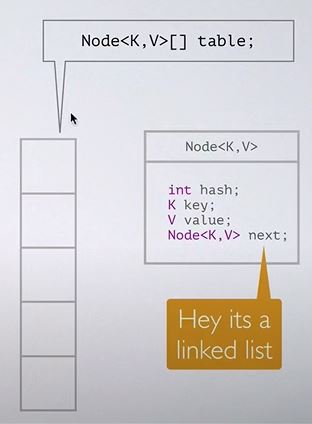 Node<K,V>[] table;
Node<K,V>
int hash;
K key;
V value;
Node<K,V> next;
Hey its a
linked list